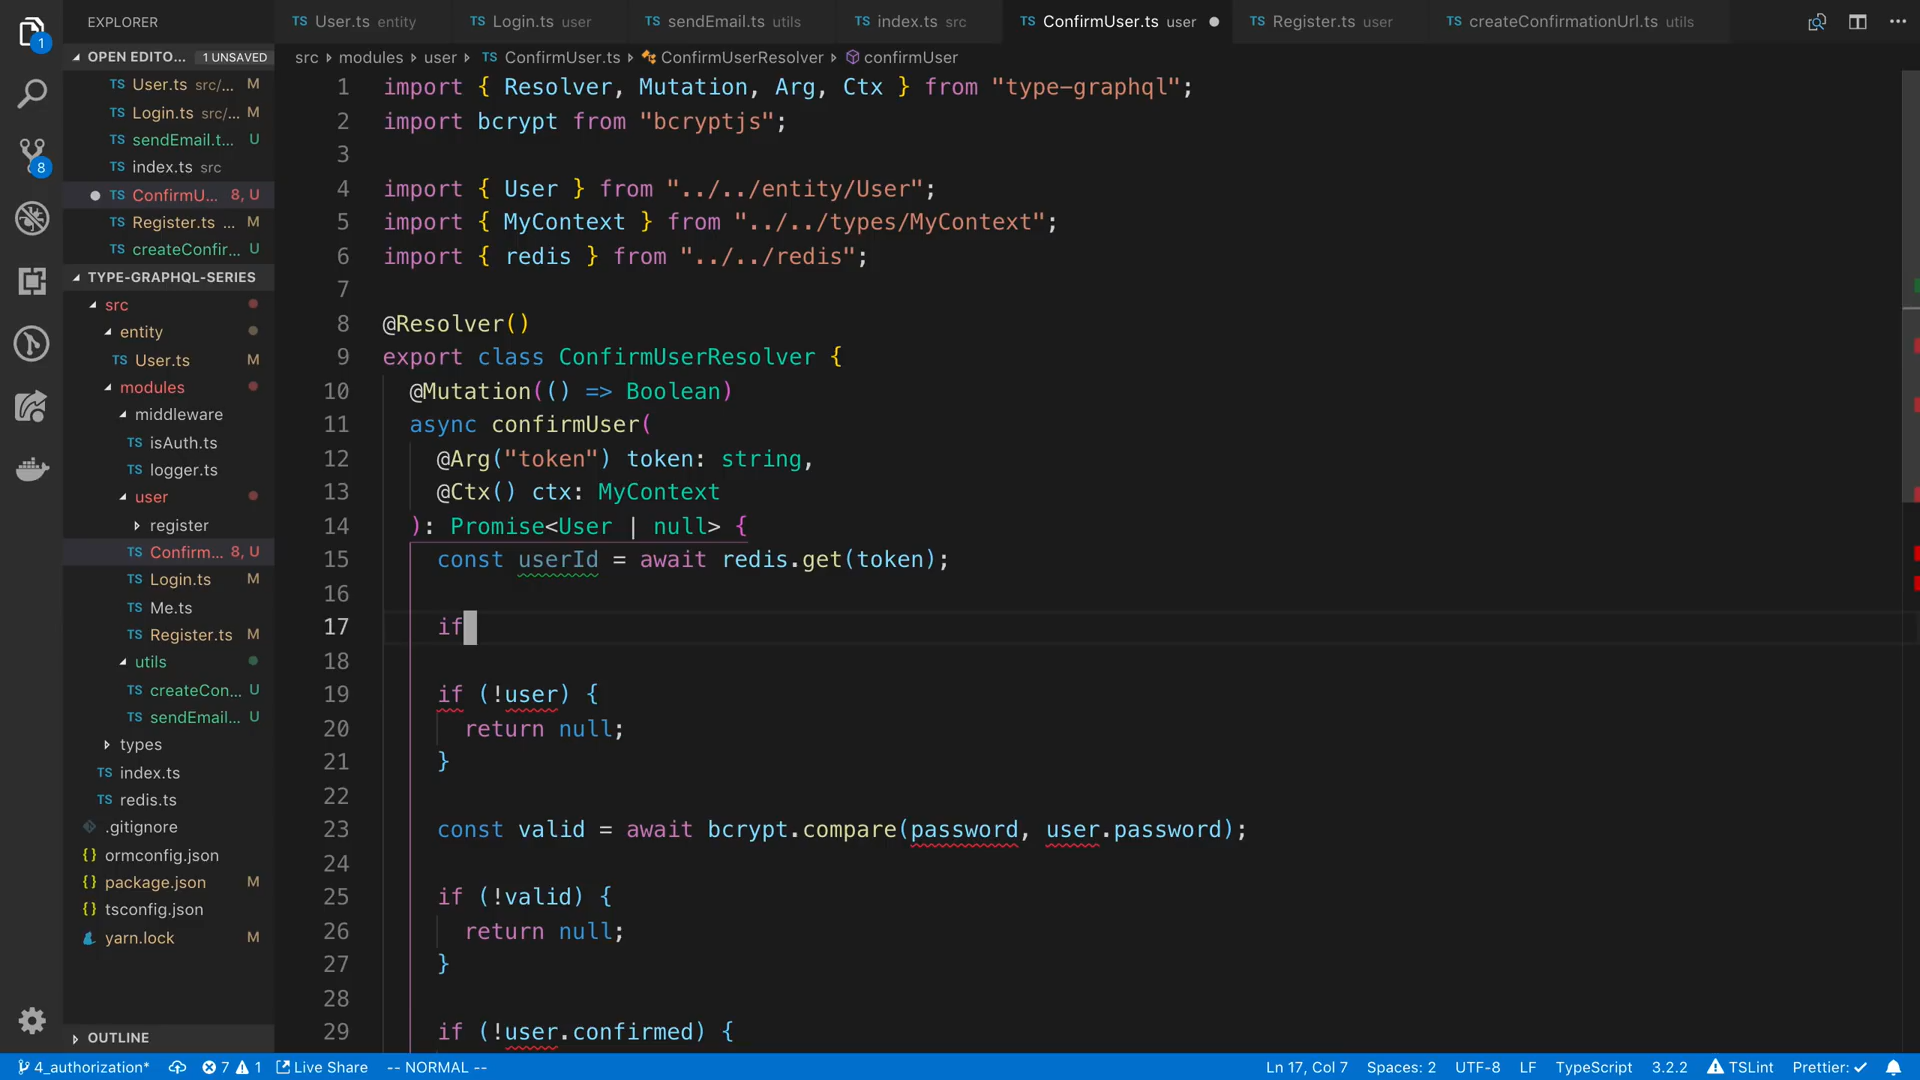 EXPLORER
User.ts entity
Login.ts user
sendEmail.ts utils
index.ts src
ConfirmUser.ts user
Register.ts user
createConfirmationUrl.ts utils
1
8
OPEN EDITO... 1 UNSAVED
TS User.ts src/... M
TS Login.ts src/... M
TS sendEmail.t... U
TS index.ts src
TS ConfirmU... 8, U
TS Register.ts ... M
TS createConfir... U
TYPE-GRAPHQL-SERIES
src
entity
TS User.ts M
modules
middleware
TS isAuth.ts
TS logger.ts
user
register
TS Confirm... 8, U
TS Login.ts
TS Me.ts
TS Register.ts M
utils
TS createCon... U
TS sendEmail... U
types
TS index.ts
TS redis.ts
.gitignore
{} ormconfig.json
{} package.json M
{} tsconfig.json
yarn.lock M
OUTLINE
src modules user TS ConfirmUser.ts ConfirmUserResolver confirmUser
1 import { Resolver, Mutation, Arg, Ctx } from "type-graphql";
2 import bcrypt from "bcryptjs";
3
4 import { User } from "../../entity/User";
5 import { MyContext } from "../../types/MyContext";
6 import { redis } from "../../redis";
7
8 @Resolver()
9 export class ConfirmUserResolver {
10 @Mutation(() => Boolean)
11 async confirmUser(
12 @Arg("token") token: string,
13 @Ctx() ctx: MyContext
14 ): Promise<User | null> {
15 const userId = await redis.get(token);
16
17 if
18
19 if (!user) {
20 return null;
21 }
22
23 const valid = await bcrypt.compare(password, user.password);
24
25 if (!valid) {
26 return null;
27 }
28
29 if (!user.confirmed) {
4_authorization* 7 1 Live Share -- NORMAL -- Ln 17, Col 7 Spaces: 2 UTF-8 LF TypeScript 3.2.2 TSLint Prettier: ✓